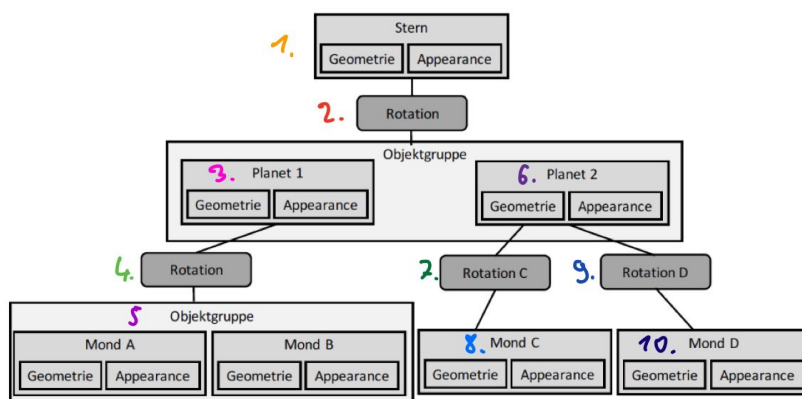 1.
Stern
Geometrie Appearance
2. Rotation
Objektgruppe
3. Planet 1
Geometrie Appearance
6. Planet 2
Geometrie Appearance
4. Rotation
7. Rotation C
9. Rotation D
5 Objektgruppe
Mond A
Geometrie Appearance
Mond B
Geometrie Appearance
8. Mond C
Geometrie Appearance
10. Mond D
Geometrie Appearance